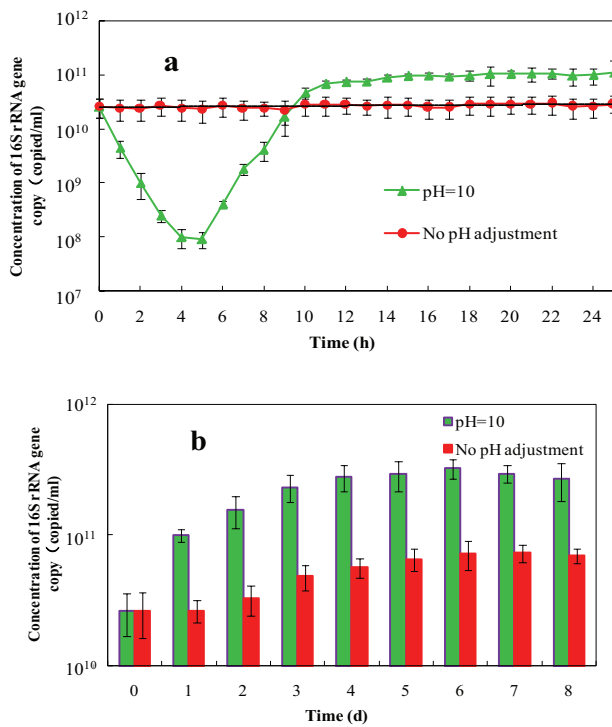 a
Concentration of 16S rRNA gene
copy (copied/ml)
10^12
10^11
10^10
10^9
10^8
10^7
pH=10
No pH adjustment
0 2 4 6 8 10 12 14 16 18 20 22 24
Time (h)
b
Concentration of 16S rRNA gene
copy (copied/ml)
10^12
10^11
10^10
pH=10
No pH adjustment
0 1 2 3 4 5 6 7 8
Time (d)